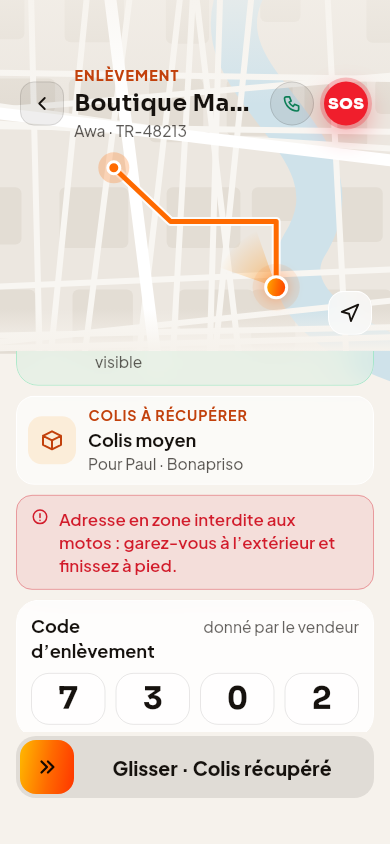 ENLÈVEMENT
Boutique Ma...
SOS
Awa · TR-48213
visible
COLIS À RÉCUPÉRER
Colis moyen
Pour Paul · Bonapriso
Adresse en zone interdite aux
motos : garez-vous à l’extérieur et
finissez à pied.
Code
d’enlèvement
donné par le vendeur
7 3 0 2
Glisser · Colis récupéré